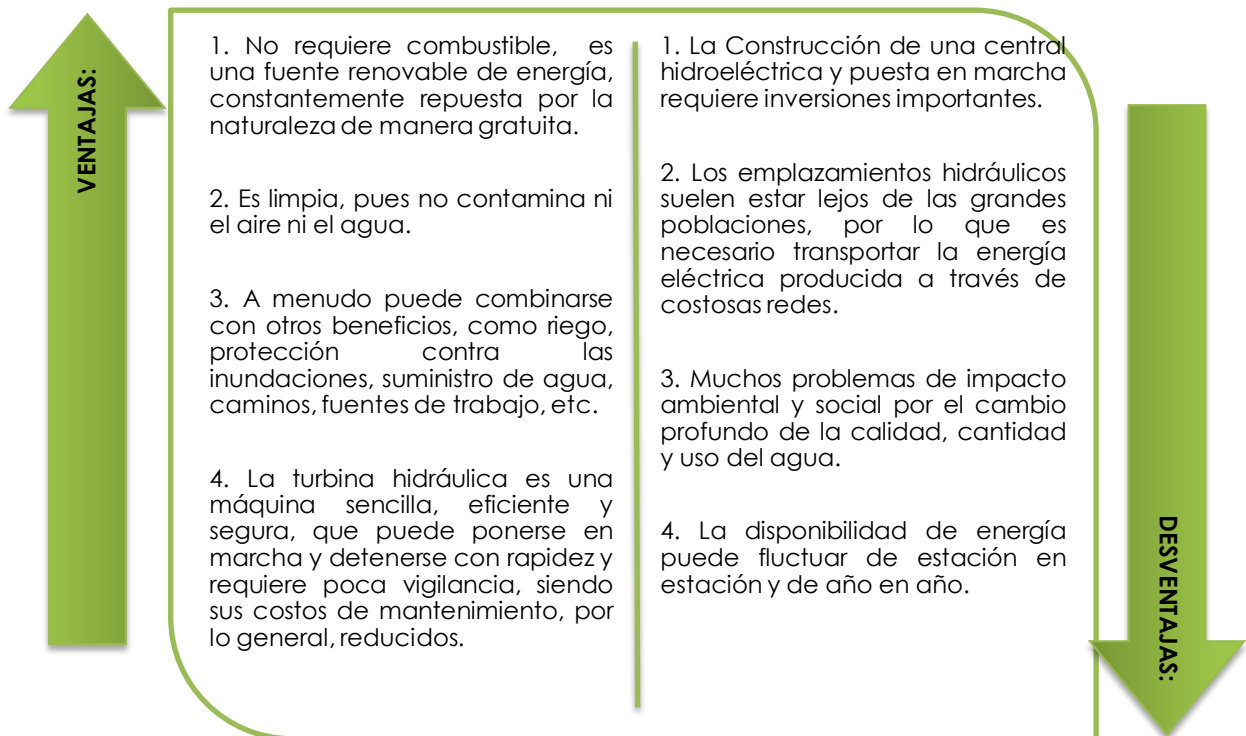 VENTAJAS:
1. No requiere combustible, es
una fuente renovable de energía,
constantemente repuesta por la
naturaleza de manera gratuita.
2. Es limpia, pues no contamina ni
el aire ni el agua.
3. A menudo puede combinarse
con otros beneficios, como riego,
protección contra las
inundaciones, suministro de agua,
caminos, fuentes de trabajo, etc.
4. La turbina hidráulica es una
máquina sencilla, eficiente y
segura, que puede ponerse en
marcha y detenerse con rapidez y
requiere poca vigilancia, siendo
sus costos de mantenimiento, por
lo general, reducidos.
1. La Construcción de una central
hidroeléctrica y puesta en marcha
requiere inversiones importantes.
2. Los emplazamientos hidráulicos
suelen estar lejos de las grandes
poblaciones, por lo que es
necesario transportar la energía
eléctrica producida a través de
costosas redes.
3. Muchos problemas de impacto
ambiental y social por el cambio
profundo de la calidad, cantidad
y uso del agua.
4. La disponibilidad de energía
puede fluctuar de estación en
estación y de año en año.
DESVENTAJAS: